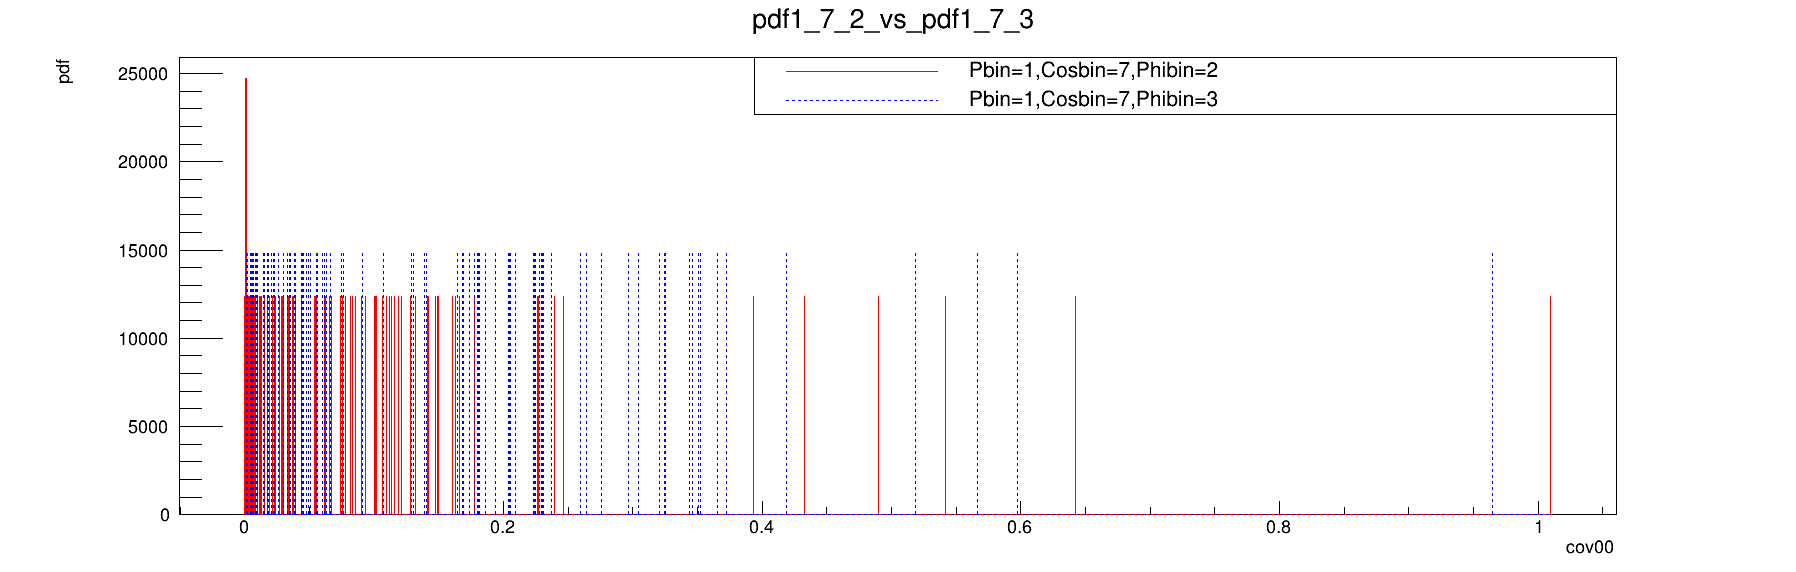 pdf1_7_2_vs_pdf1_7_3
pdf
Pbin=1,Cosbin=7,Phibin=2
Pbin=1,Cosbin=7,Phibin=3
25000
20000
15000
10000
5000
0
0 0.2 0.4 0.6 0.8 1
cov00